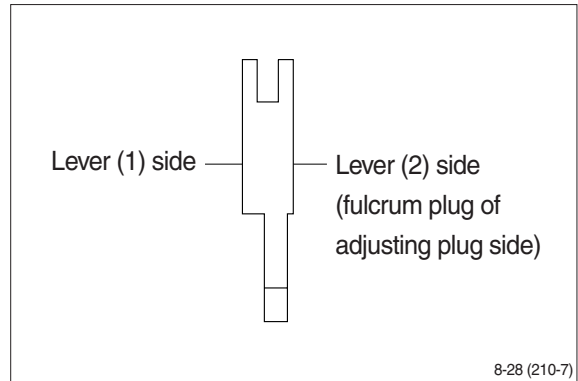 Lever (1) side
Lever (2) side
(fulcrum plug of
adjusting plug side)
8-28 (210-7)